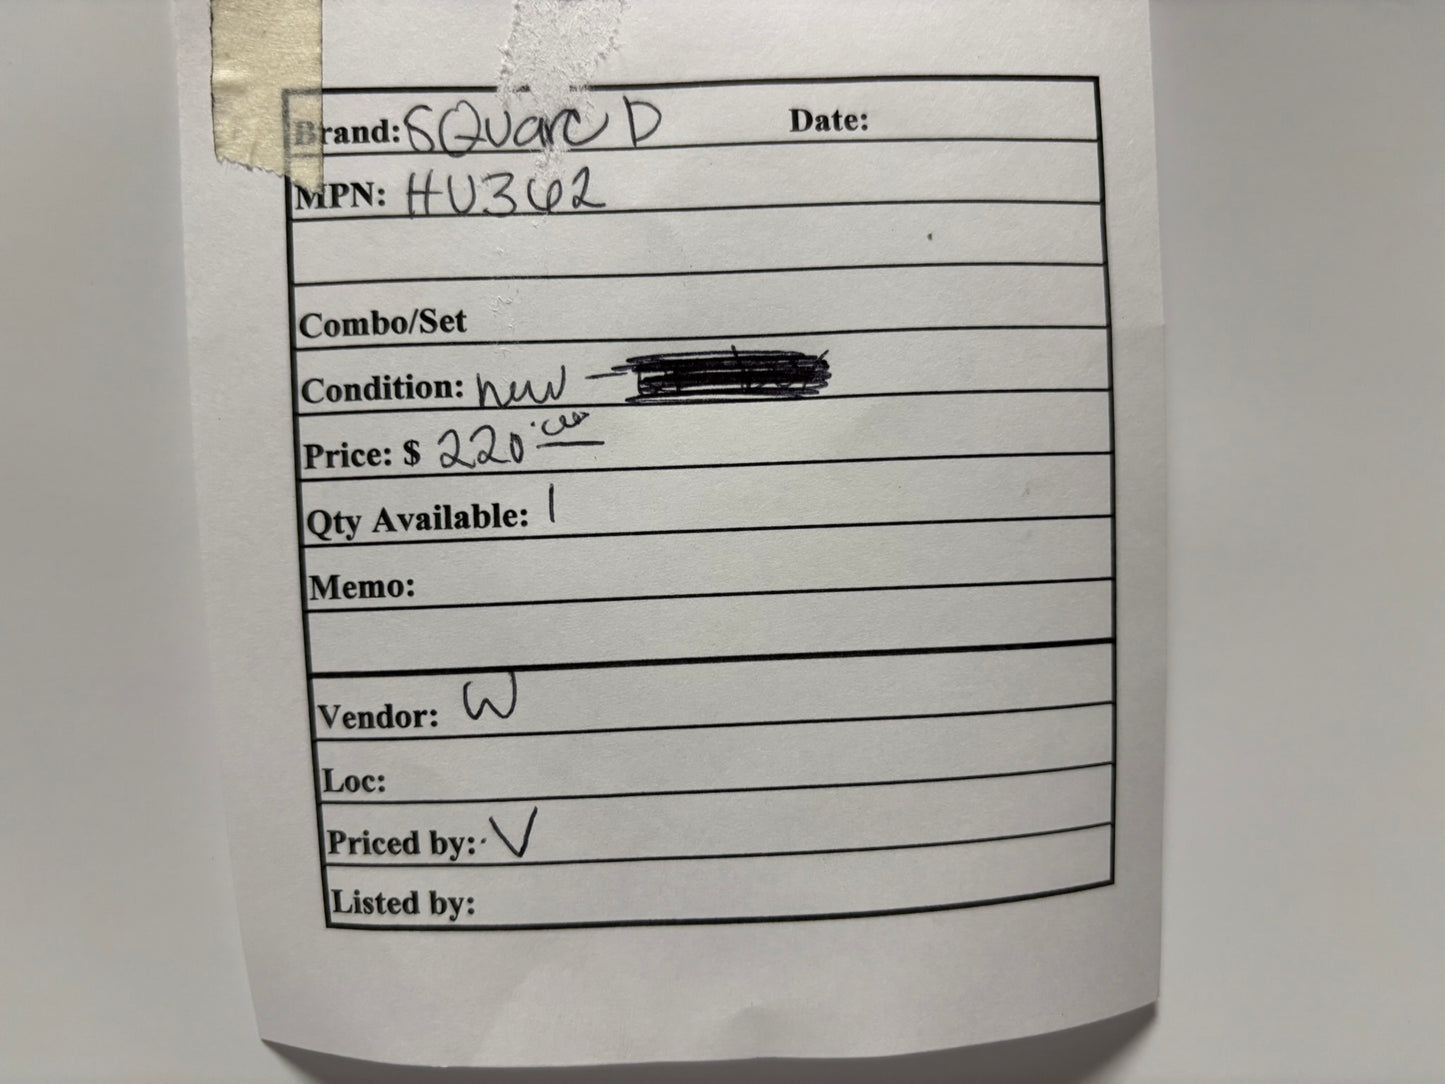 Brand: SQuare D Date:
MPN: HU362
Combo/Set
Condition: new -
Price: $ 220.00
Qty Available: 1
Memo:
Vendor: W
Loc:
Priced by: V
Listed by: